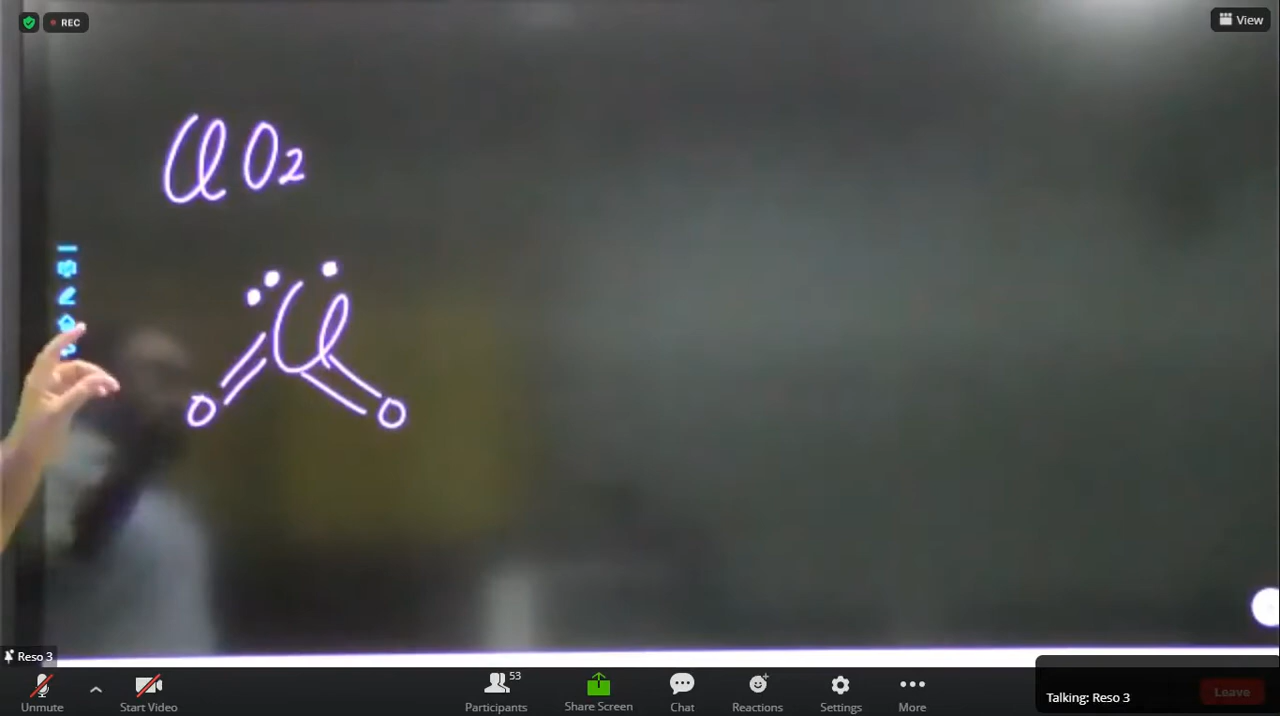 REC
View
ClO2
Cl
O O
Reso 3
Unmute
Start Video
Participants 53
Share Screen
Chat
Reactions
Settings
More
Talking: Reso 3
Leave